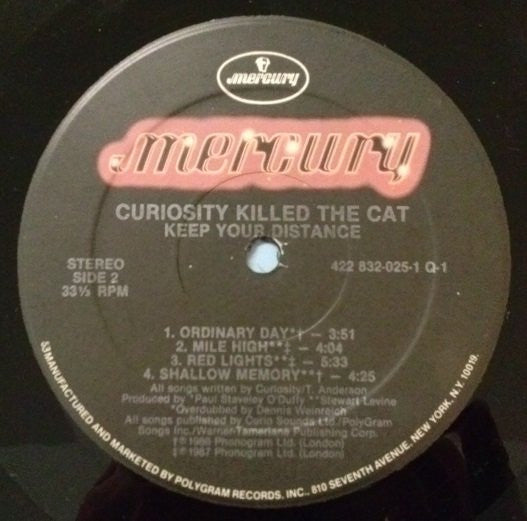 mercury
mercury
CURIOSITY KILLED THE CAT
KEEP YOUR DISTANCE
STEREO
SIDE 2
33⅓ RPM
422 832-025-1 Q-1
1. ORDINARY DAY*† – 3:51
2. MILE HIGH**‡ – 4:04
3. RED LIGHTS**‡ – 5:33
4. SHALLOW MEMORY**† – 4:25
All songs written by Curiosity/T. Anderson
Produced by *Paul Staveley O'Duffy **Stewart Levine
*Overdubbed by Dennis Weinreich
All songs published by Curio Sounds Ltd./PolyGram
Songs Inc./Warner-Tamerlane Publishing Corp.
†℗ 1986 Phonogram Ltd. (London)
‡℗ 1987 Phonogram Ltd. (London)
53 MANUFACTURED AND MARKETED BY POLYGRAM RECORDS, INC., 810 SEVENTH AVENUE, NEW YORK, N.Y. 10019.